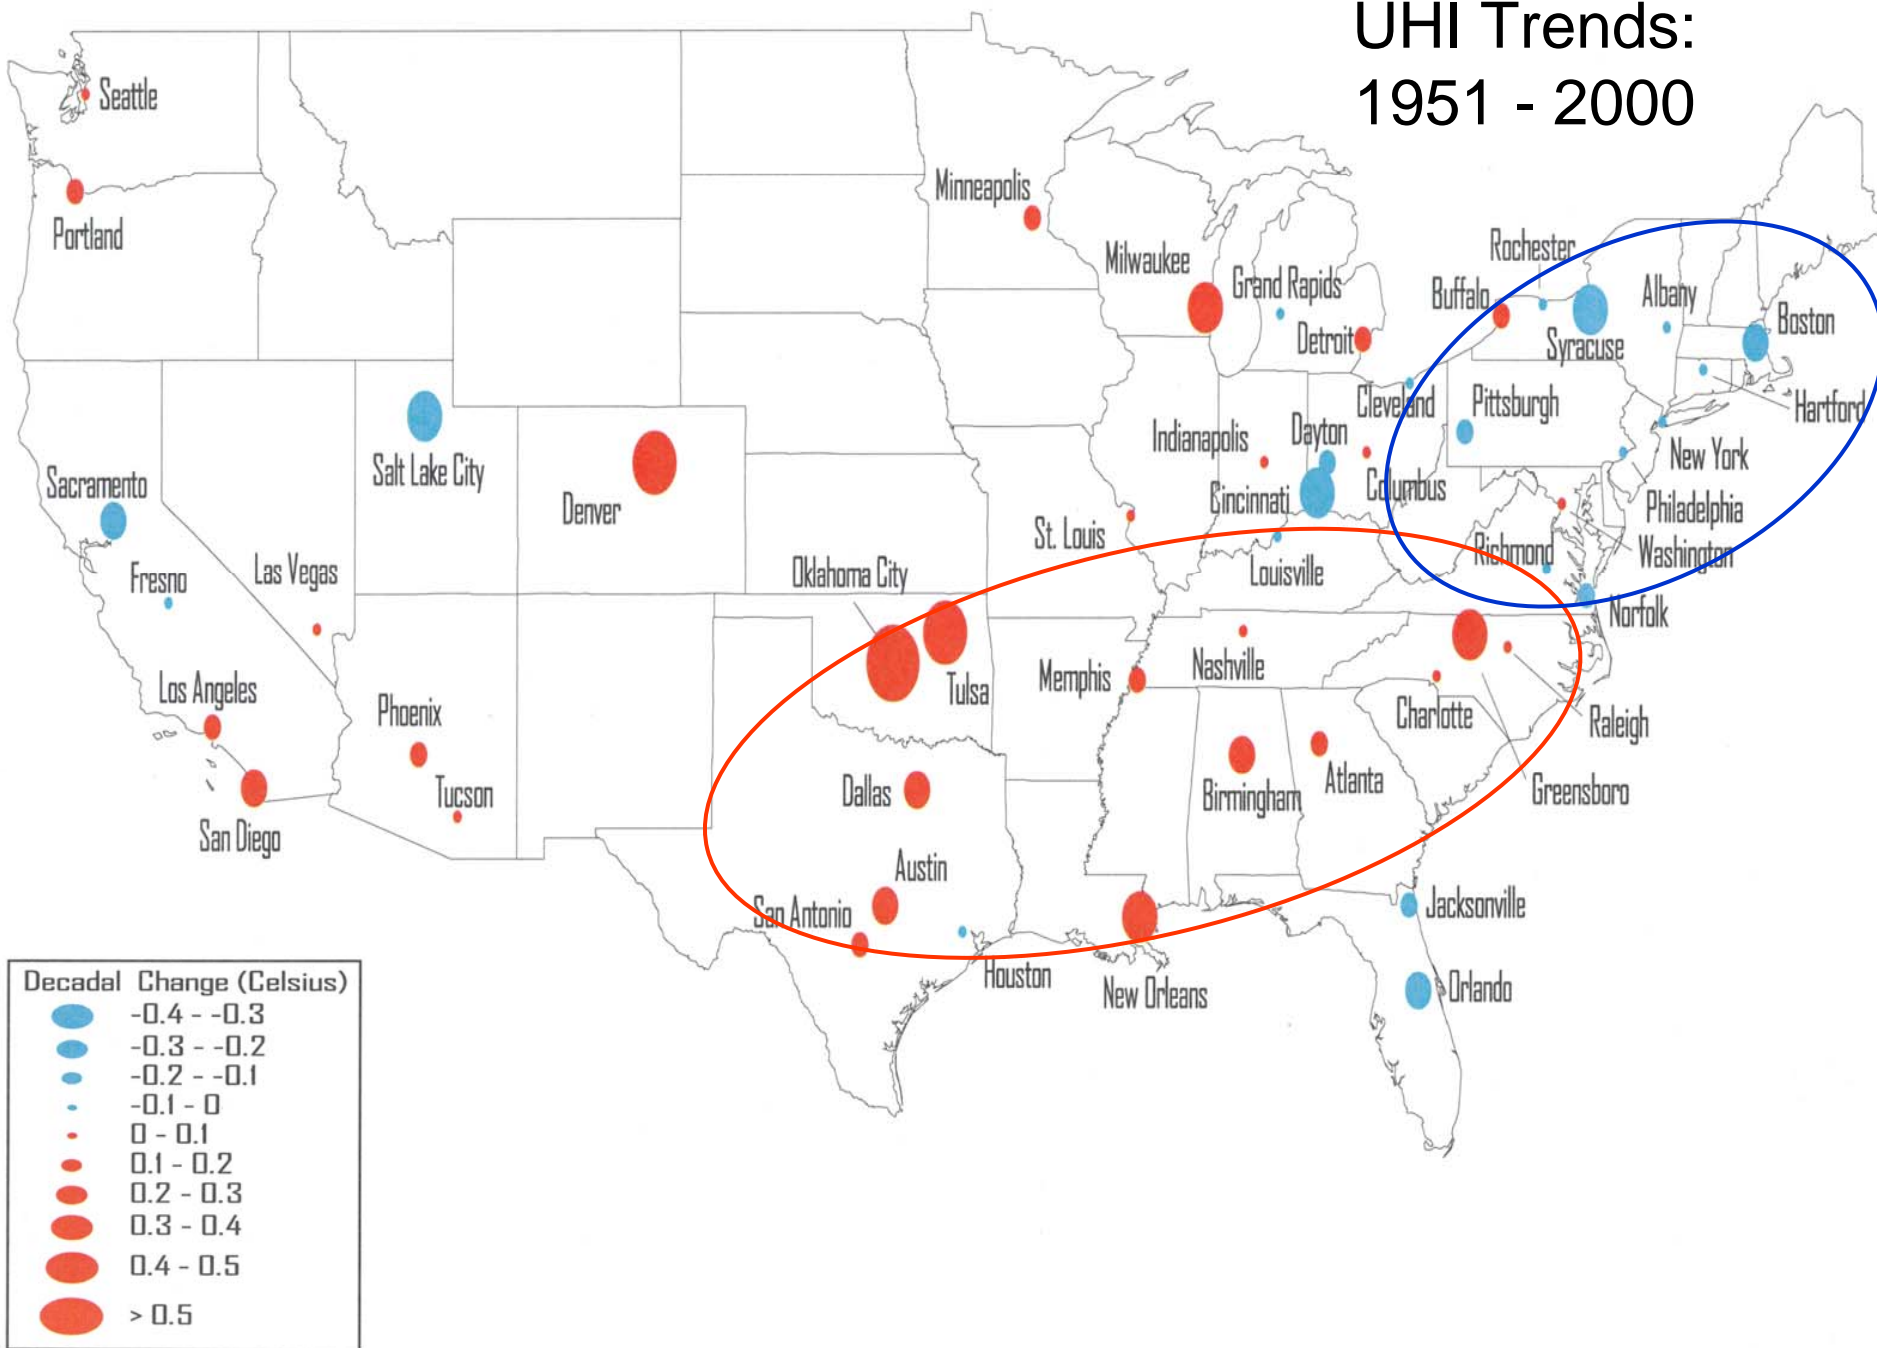 UHI Trends:
1951 - 2000
Seattle
Portland
Minneapolis
Milwaukee
Grand Rapids
Detroit
Rochester
Buffalo
Albany
Syracuse
Boston
Hartford
Cleveland
Pittsburgh
New York
Philadelphia
Washington
Indianapolis
Dayton
Columbus
Cincinnati
Salt Lake City
Denver
Sacramento
Fresno
Las Vegas
St. Louis
Louisville
Richmond
Norfolk
Oklahoma City
Tulsa
Memphis
Nashville
Charlotte
Raleigh
Greensboro
Los Angeles
Phoenix
Tucson
San Diego
Dallas
Birmingham
Atlanta
Austin
San Antonio
Houston
New Orleans
Jacksonville
Orlando
Decadal Change (Celsius)
-0.4 - -0.3
-0.3 - -0.2
-0.2 - -0.1
-0.1 - 0
0 - 0.1
0.1 - 0.2
0.2 - 0.3
0.3 - 0.4
0.4 - 0.5
> 0.5